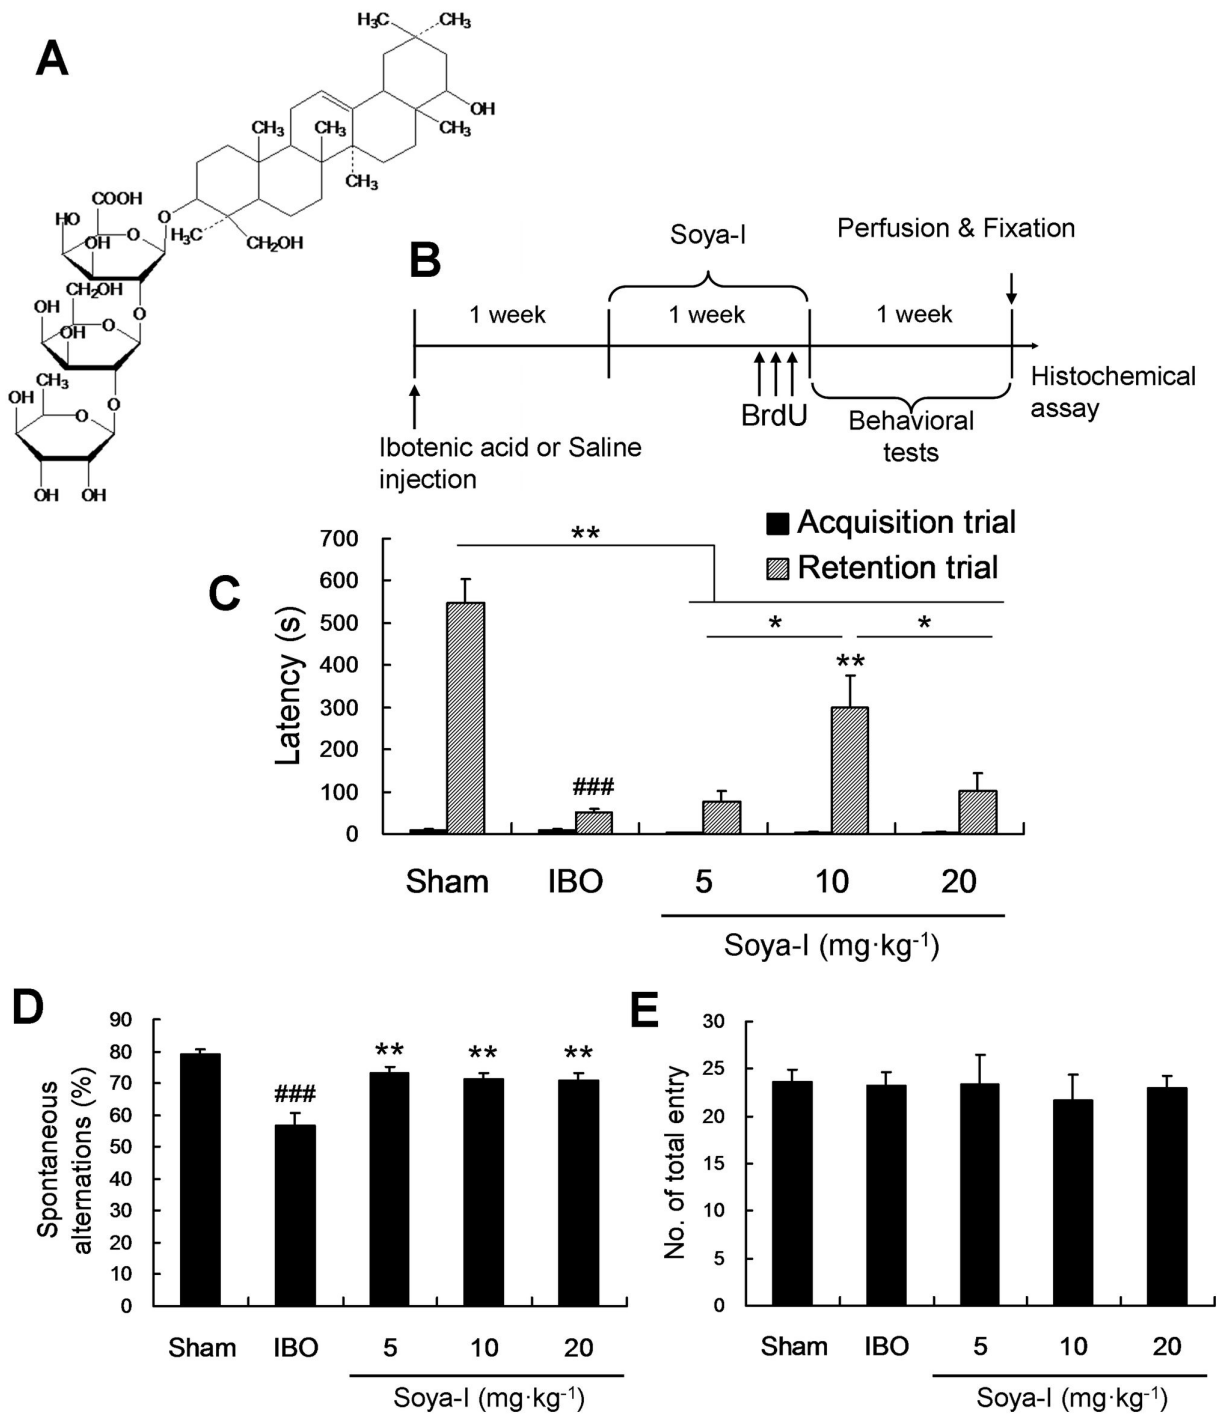 A
H₃C CH₃
OH
CH₃ CH₃ CH₃
CH₃
COOH
HO O
OH O H₃C CH₂OH
CH₂OH
OH O
OH O
CH₃
OH O
O
OH OH
B
Soya-I
Perfusion & Fixation
1 week 1 week 1 week
BrdU
Ibotenic acid or Saline
injection
Behavioral
tests
Histochemical
assay
C
Acquisition trial
Retention trial
Latency (s)
700
600
500
400
300
200
100
0
**
* *
**
###
Sham IBO 5 10 20
Soya-I (mg·kg⁻¹)
D
Spontaneous
alternations (%)
90
80
70
60
50
40
30
20
10
0
###
** ** **
Sham IBO 5 10 20
Soya-I (mg·kg⁻¹)
E
No. of total entry
30
25
20
15
10
5
0
Sham IBO 5 10 20
Soya-I (mg·kg⁻¹)